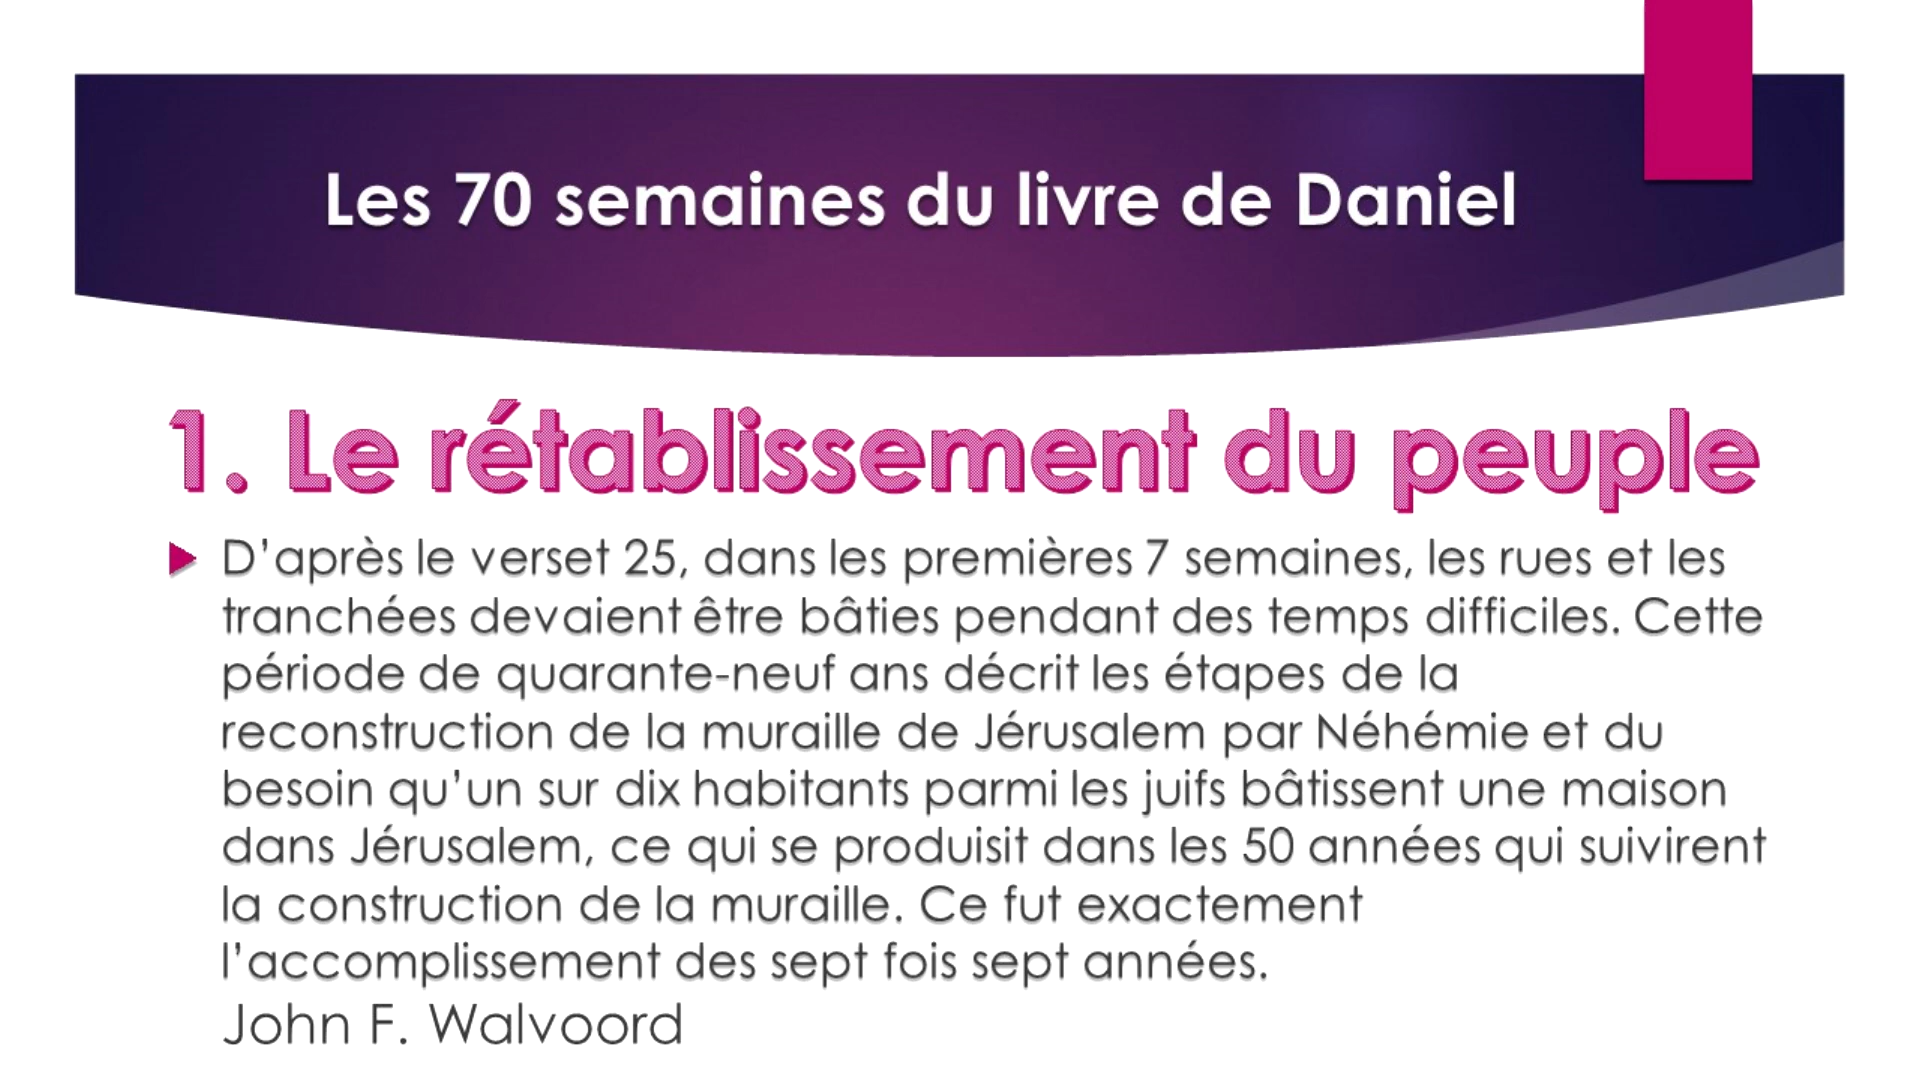 Les 70 semaines du livre de Daniel
1. Le rétablissement du peuple
D’après le verset 25, dans les premières 7 semaines, les rues et les
tranchées devaient être bâties pendant des temps difficiles. Cette
période de quarante-neuf ans décrit les étapes de la
reconstruction de la muraille de Jérusalem par Néhémie et du
besoin qu’un sur dix habitants parmi les juifs bâtissent une maison
dans Jérusalem, ce qui se produisit dans les 50 années qui suivirent
la construction de la muraille. Ce fut exactement
l’accomplissement des sept fois sept années.
John F. Walvoord